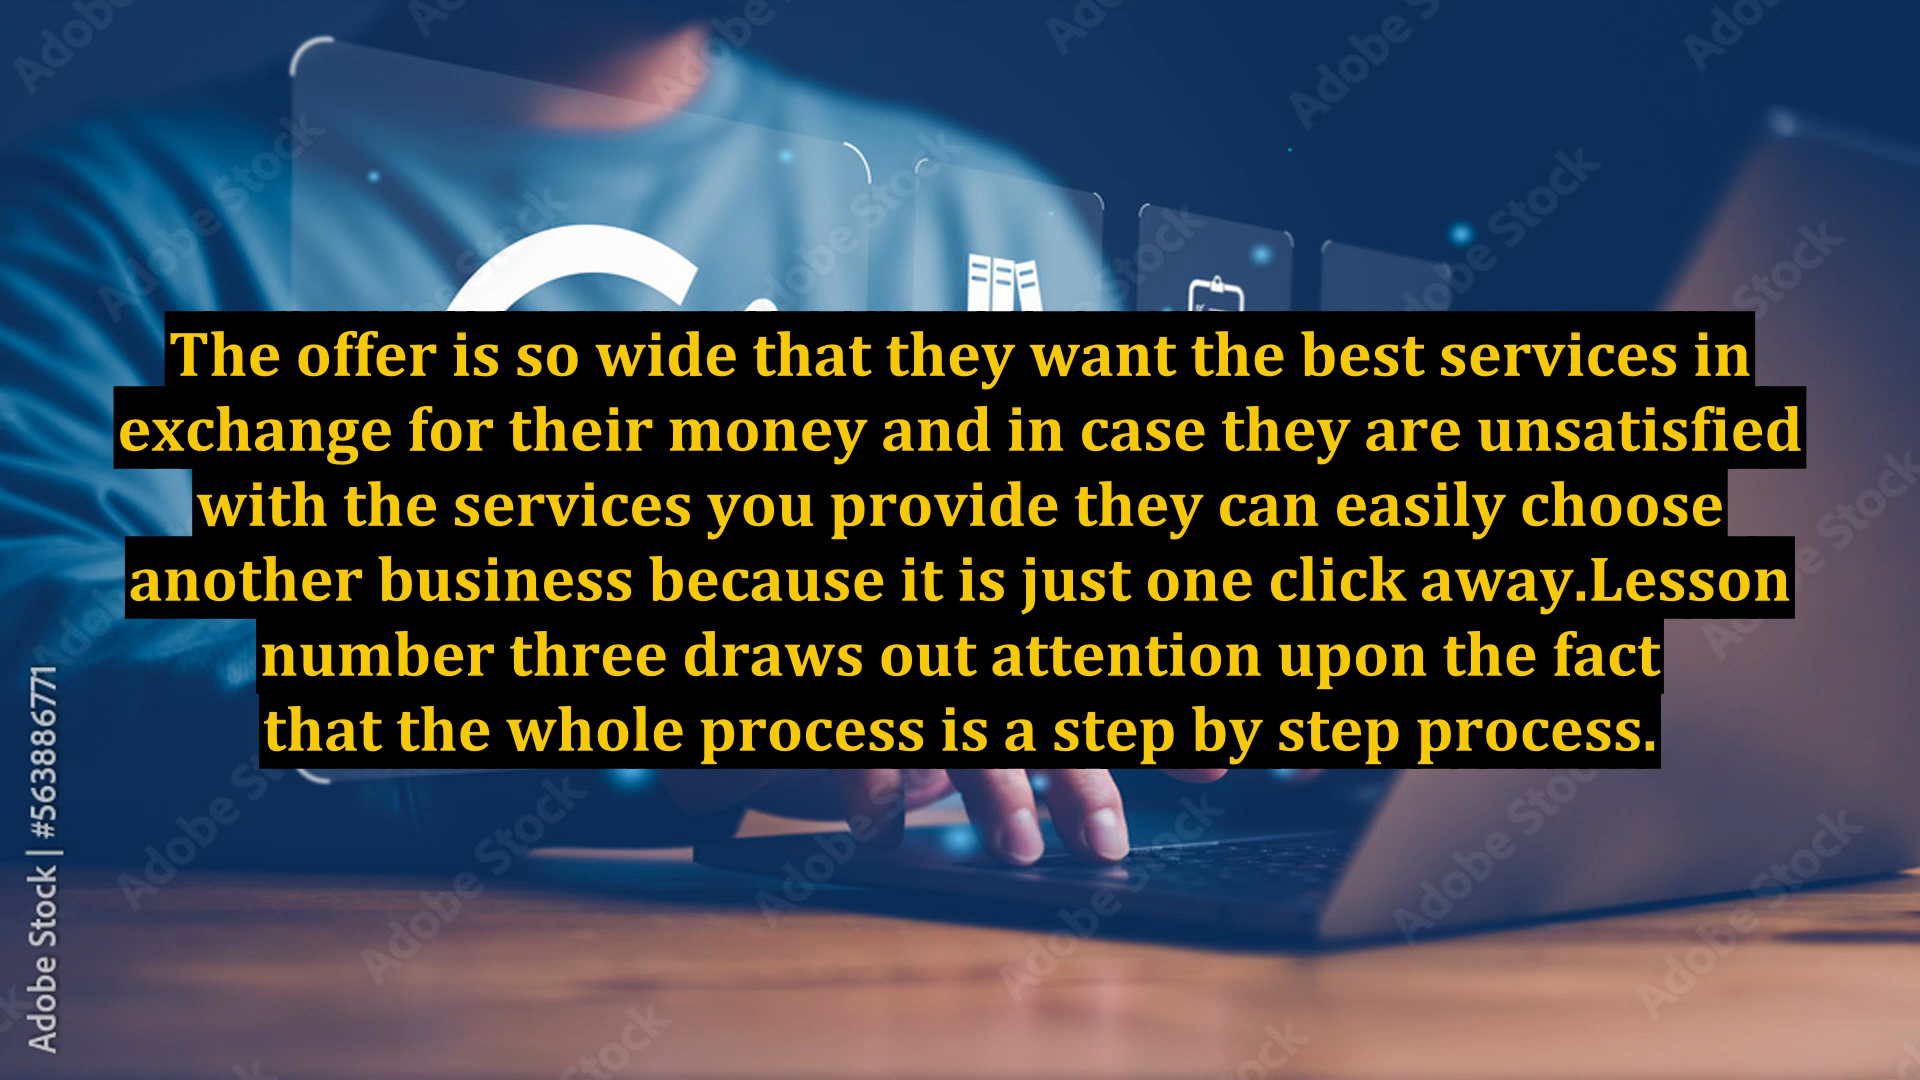 The offer is so wide that they want the best services in
exchange for their money and in case they are unsatisfied
with the services you provide they can easily choose
another business because it is just one click away.Lesson
number three draws out attention upon the fact
that the whole process is a step by step process.
Adobe Stock | #563886771
Adobe Stock